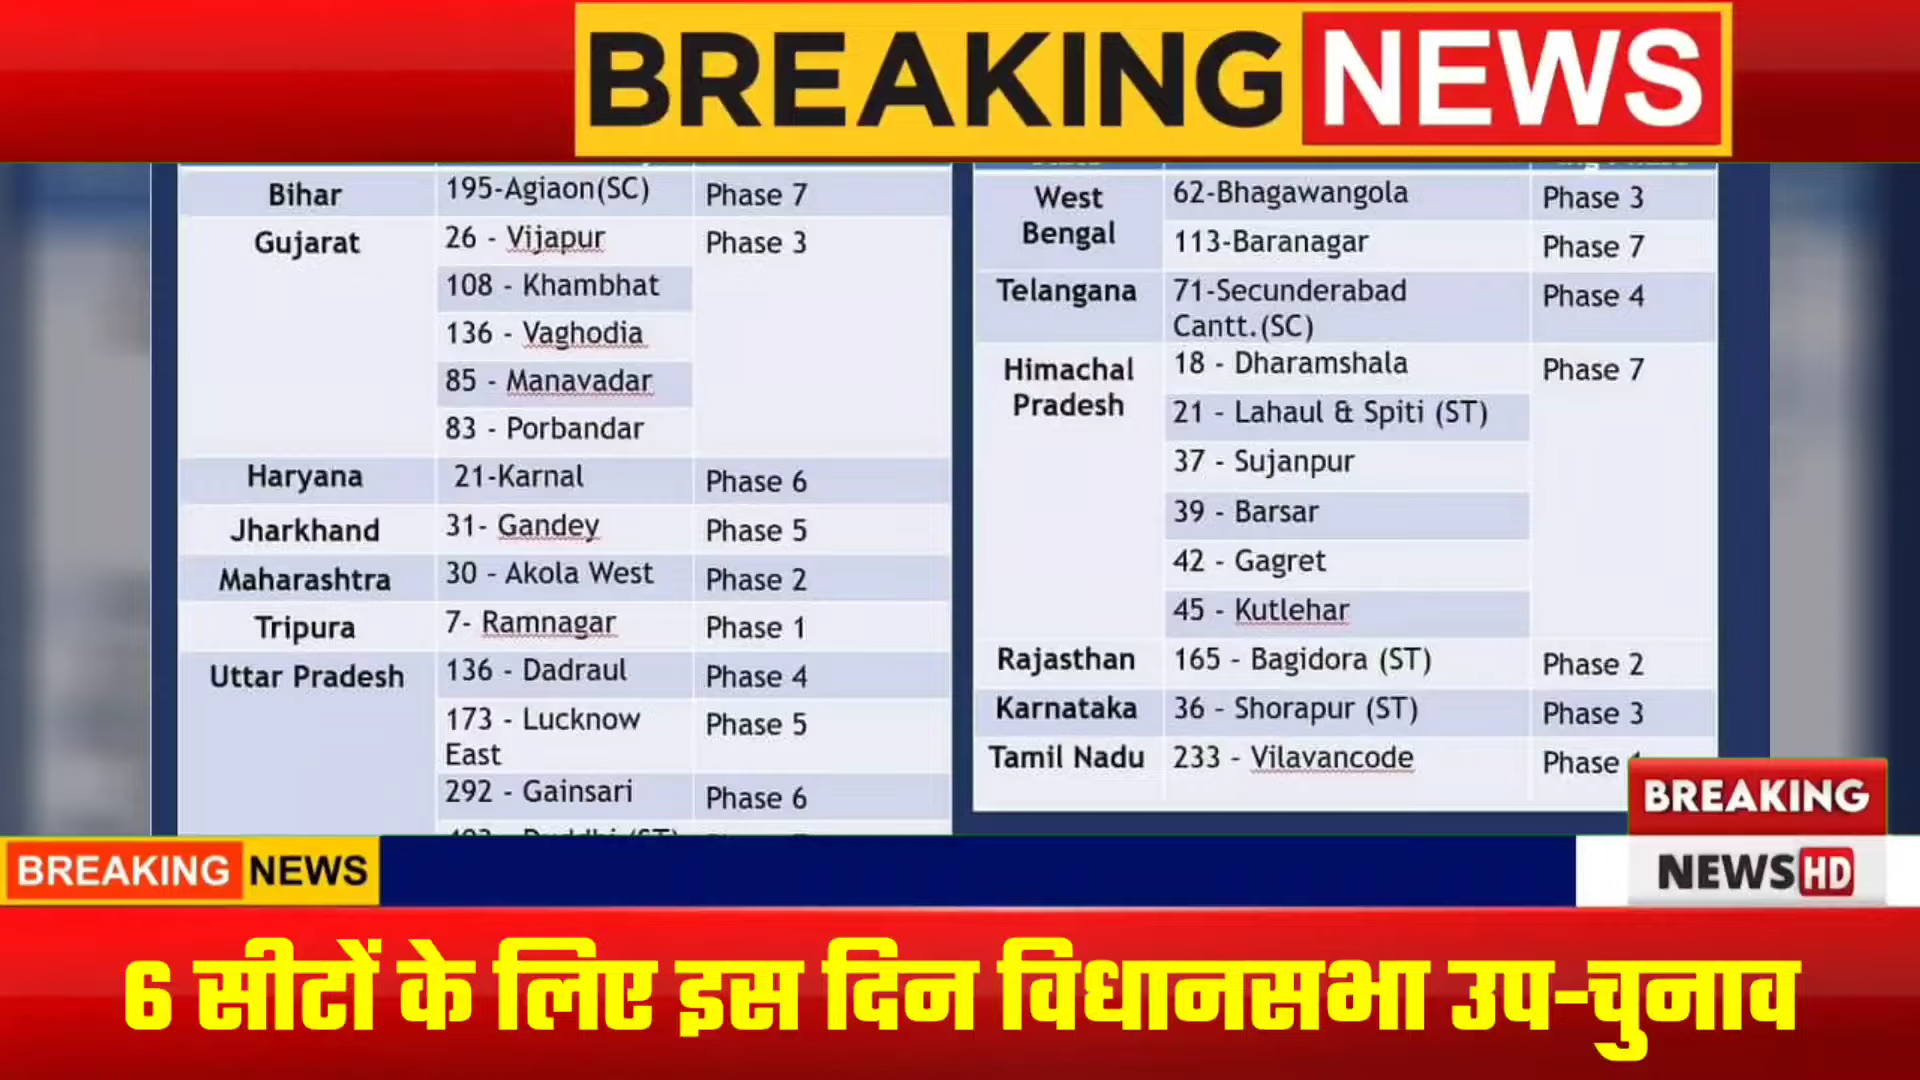 BREAKING NEWS
Bihar 195-Agiaon(SC) Phase 7
Gujarat 26 - Vijapur Phase 3
108 - Khambhat
136 - Vaghodia
85 - Manavadar
83 - Porbandar
Haryana 21-Karnal Phase 6
Jharkhand 31- Gandey Phase 5
Maharashtra 30 - Akola West Phase 2
Tripura 7- Ramnagar Phase 1
Uttar Pradesh 136 - Dadraul Phase 4
173 - Lucknow Phase 5
East
292 - Gainsari Phase 6
West 62-Bhagawangola Phase 3
Bengal 113-Baranagar Phase 7
Telangana 71-Secunderabad Phase 4
Cantt.(SC)
Himachal 18 - Dharamshala Phase 7
Pradesh 21 - Lahaul & Spiti (ST)
37 - Sujanpur
39 - Barsar
42 - Gagret
45 - Kutlehar
Rajasthan 165 - Bagidora (ST) Phase 2
Karnataka 36 - Shorapur (ST) Phase 3
Tamil Nadu 233 - Vilavancode Phase
BREAKING
NEWS HD
BREAKING NEWS
6 सीटों के लिए इस दिन विधानसभा उप-चुनाव